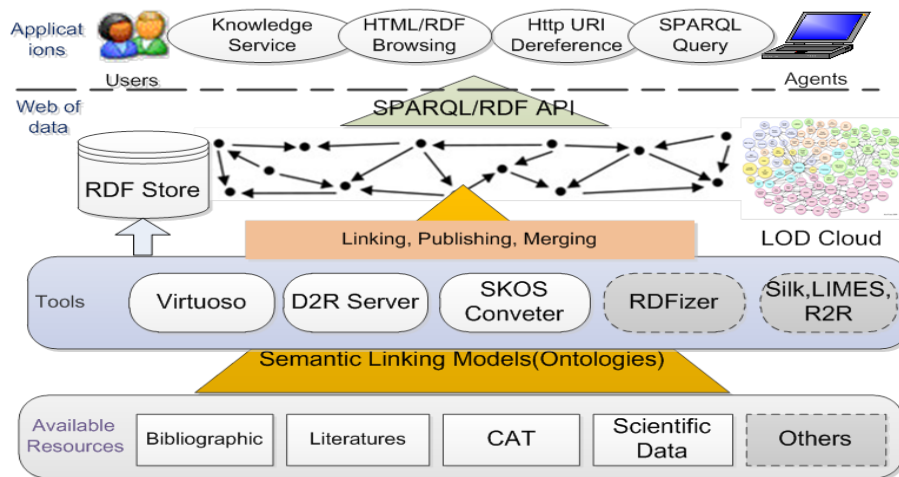 Applicat
ions
Knowledge
Service
HTML/RDF
Browsing
Http URI
Dereference
SPARQL
Query
Users
Agents
Web of
data
SPARQL/RDF API
RDF Store
Linking, Publishing, Merging
LOD Cloud
Tools
Virtuoso
D2R Server
SKOS
Conveter
RDFizer
Silk,LIMES,
R2R
Semantic Linking Models(Ontologies)
Available
Resources
Bibliographic
Literatures
CAT
Scientific
Data
Others